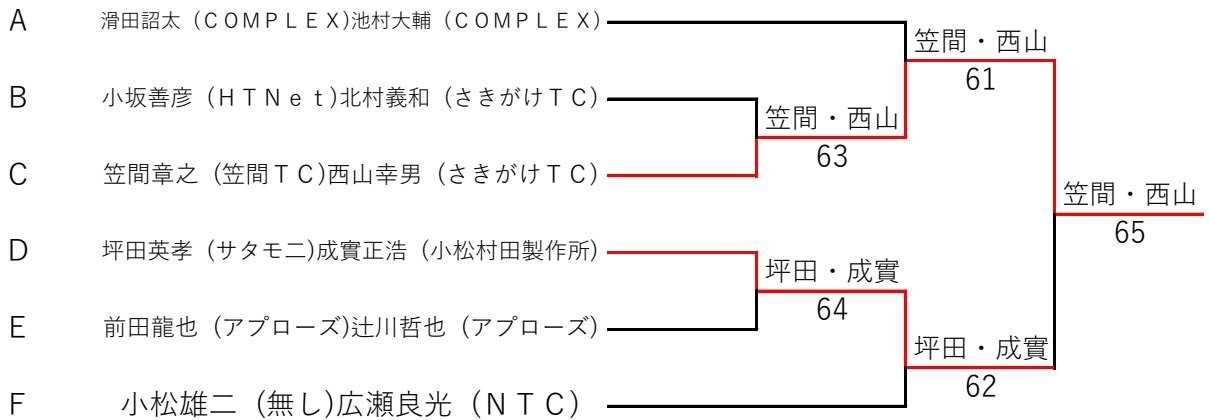 A 滑田詔太 (ＣＯＭＰＬＥＸ)池村大輔 (ＣＯＭＰＬＥＸ)
笠間・西山
61
B 小坂善彦 (ＨＴＮｅｔ)北村義和 (さきがけＴＣ)
笠間・西山
63
C 笠間章之 (笠間ＴＣ)西山幸男 (さきがけＴＣ)
笠間・西山
65
D 坪田英孝 (サタモ二)成實正浩 (小松村田製作所)
坪田・成實
64
E 前田龍也 (アプローズ)辻川哲也 (アプローズ)
坪田・成實
62
F 小松雄二 (無し)広瀬良光 (ＮＴＣ)